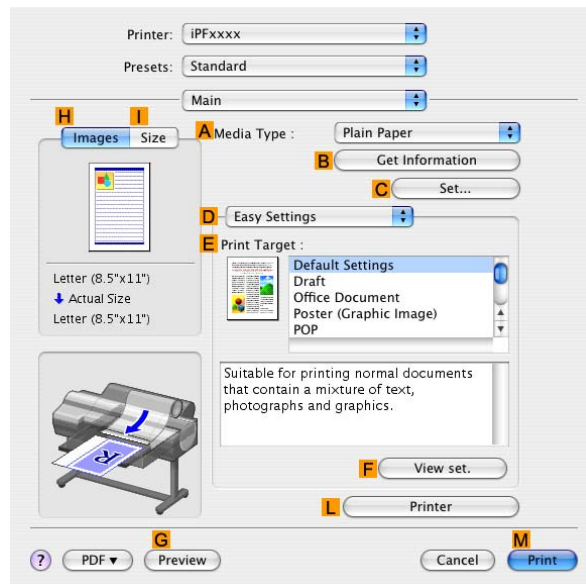 Printer: iPFxxxx
Presets: Standard
Main
H I
Images Size
A Media Type : Plain Paper
B Get Information
C Set...
D Easy Settings
E Print Target :
Default Settings
Draft
Office Document
Poster (Graphic Image)
POP
Letter (8.5"x11")
Actual Size
Letter (8.5"x11")
Suitable for printing normal documents
that contain a mixture of text,
photographs and graphics.
R
F View set.
L Printer
G M
? PDF▼ Preview Cancel Print